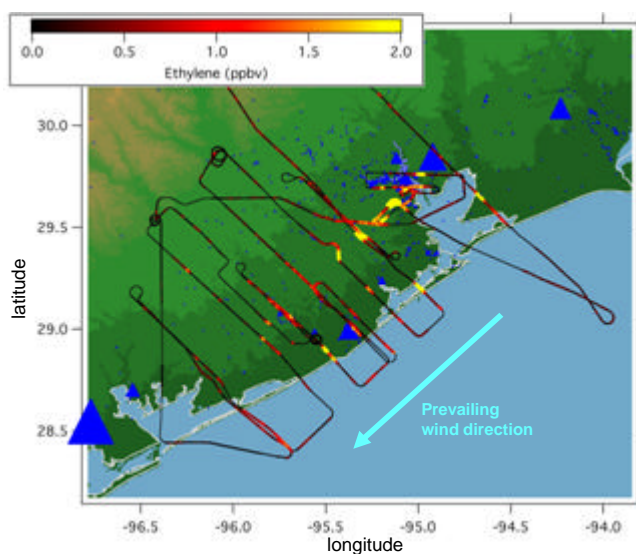 0.0 0.5 1.0 1.5 2.0
Ethylene (ppbv)
30.0
29.5
29.0
28.5
latitude
Prevailing
wind direction
-96.5 -96.0 -95.5 -95.0 -94.5 -94.0
longitude